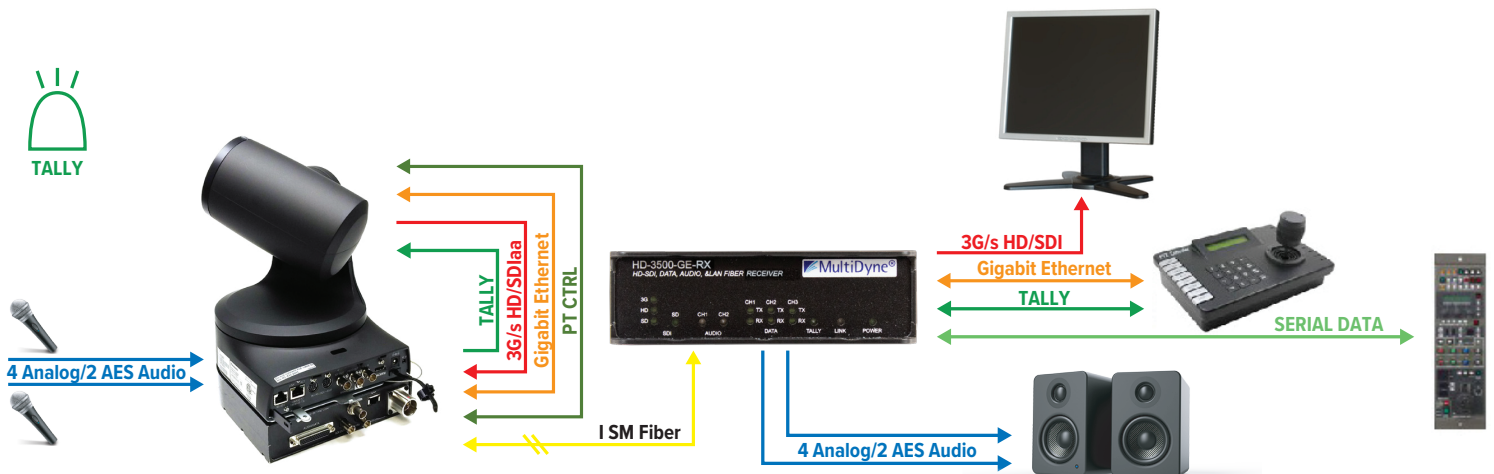 TALLY
4 Analog/2 AES Audio
TALLY
3G/s HD/SDIaa
Gigabit Ethernet
PT CTRL
I SM Fiber
HD-3500-GE-RX
HD-SDI, DATA, AUDIO, &LAN FIBER RECEIVER
MultiDyne®
3G
HD
SD
SD
SDI
CH1 CH2
AUDIO
CH1 CH2 CH3
TX TX TX
RX RX RX
DATA
TALLY LINK POWER
3G/s HD/SDI
Gigabit Ethernet
TALLY
SERIAL DATA
4 Analog/2 AES Audio